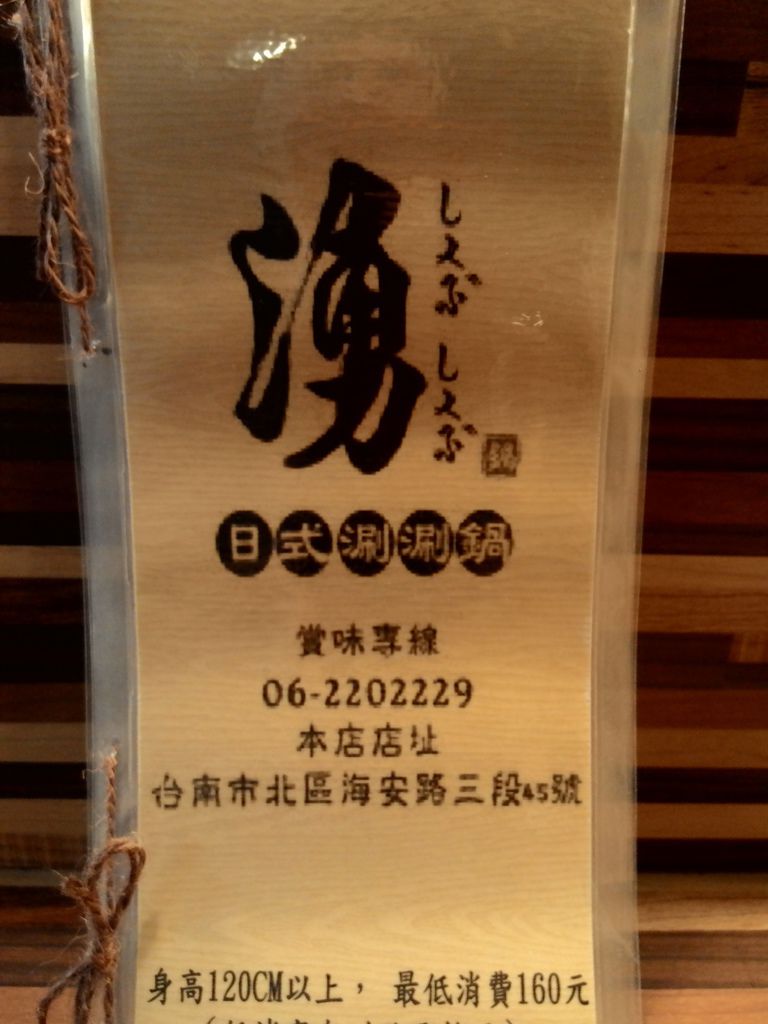 湧
しゃぶしゃぶ
鍋
日式涮涮鍋
賞味專線
06-2202229
本店店址
台南市北區海安路三段45號
身高120CM以上， 最低消費160元